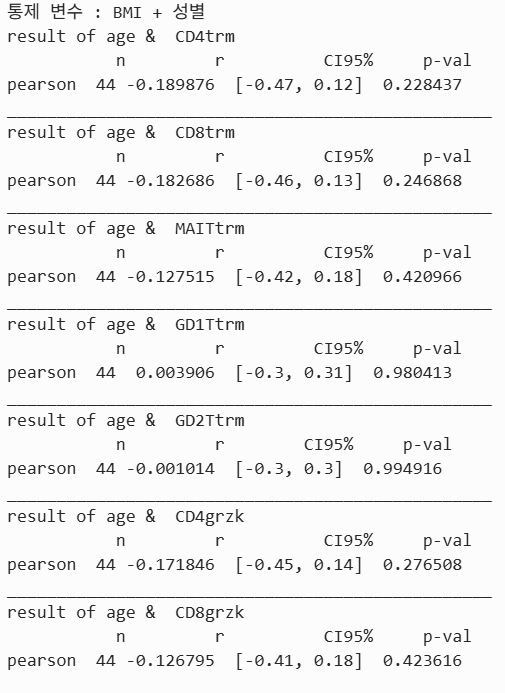 통제 변수 : BMI + 성별
result of age &  CD4trm
           n         r          CI95%     p-val
pearson  44 -0.189876  [-0.47, 0.12]  0.228437
_________________________________________________
result of age &  CD8trm
           n         r          CI95%     p-val
pearson  44 -0.182686  [-0.46, 0.13]  0.246868
_________________________________________________
result of age &  MAITtrm
           n         r          CI95%     p-val
pearson  44 -0.127515  [-0.42, 0.18]  0.420966
_________________________________________________
result of age &  GD1Ttrm
           n         r         CI95%     p-val
pearson  44  0.003906  [-0.3, 0.31]  0.980413
_________________________________________________
result of age &  GD2Ttrm
           n         r        CI95%     p-val
pearson  44 -0.001014  [-0.3, 0.3]  0.994916
_________________________________________________
result of age &  CD4grzk
           n         r          CI95%     p-val
pearson  44 -0.171846  [-0.45, 0.14]  0.276508
_________________________________________________
result of age &  CD8grzk
           n         r          CI95%     p-val
pearson  44 -0.126795  [-0.41, 0.18]  0.423616